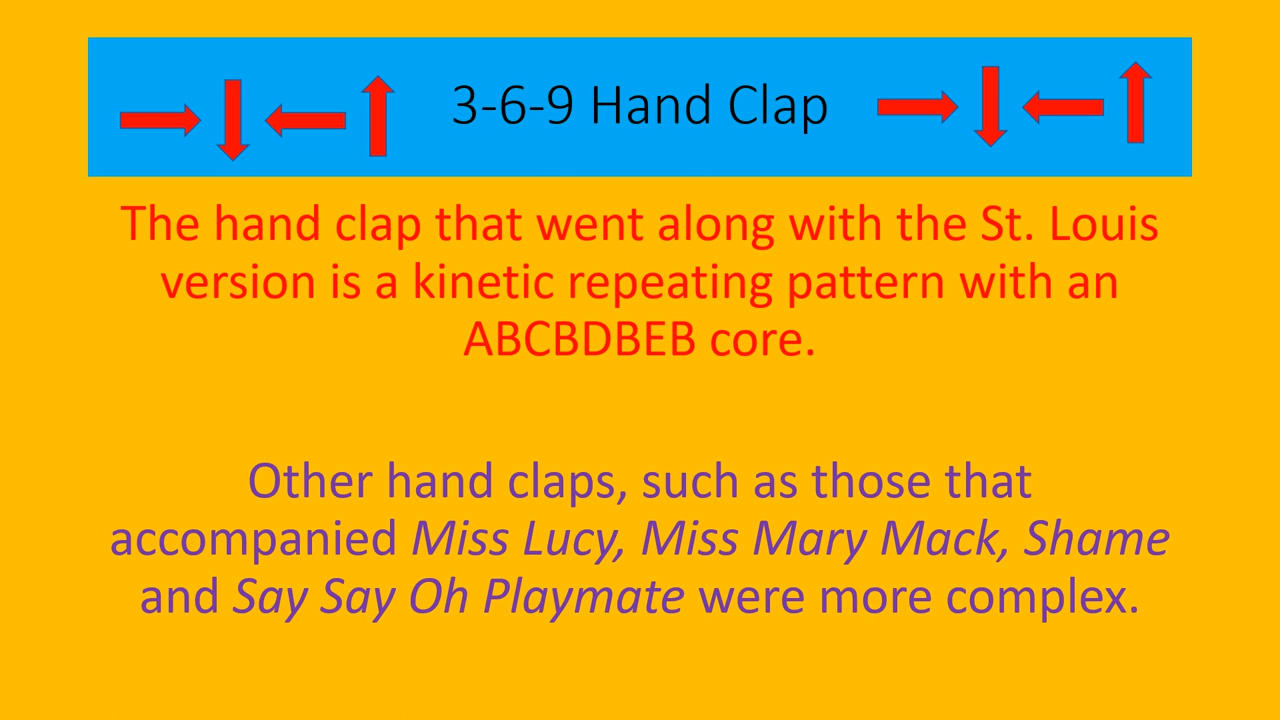 3-6-9 Hand Clap
The hand clap that went along with the St. Louis
version is a kinetic repeating pattern with an
ABCBDBEB core.
Other hand claps, such as those that
accompanied Miss Lucy, Miss Mary Mack, Shame
and Say Say Oh Playmate were more complex.